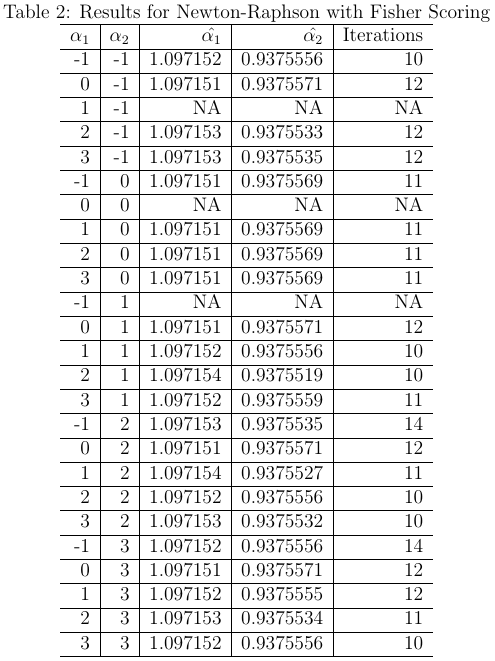 Table 2: Results for Newton-Raphson with Fisher Scoring
α₁ α₂ α̂₁ α̂₂ Iterations
-1 -1 1.097152 0.9375556 10
0 -1 1.097151 0.9375571 12
1 -1 NA NA NA
2 -1 1.097153 0.9375533 12
3 -1 1.097153 0.9375535 12
-1 0 1.097151 0.9375569 11
0 0 NA NA NA
1 0 1.097151 0.9375569 11
2 0 1.097151 0.9375569 11
3 0 1.097151 0.9375569 11
-1 1 NA NA NA
0 1 1.097151 0.9375571 12
1 1 1.097152 0.9375556 10
2 1 1.097154 0.9375519 10
3 1 1.097152 0.9375559 11
-1 2 1.097153 0.9375535 14
0 2 1.097151 0.9375571 12
1 2 1.097154 0.9375527 11
2 2 1.097152 0.9375556 10
3 2 1.097153 0.9375532 10
-1 3 1.097152 0.9375556 14
0 3 1.097151 0.9375571 12
1 3 1.097152 0.9375555 12
2 3 1.097153 0.9375534 11
3 3 1.097152 0.9375556 10